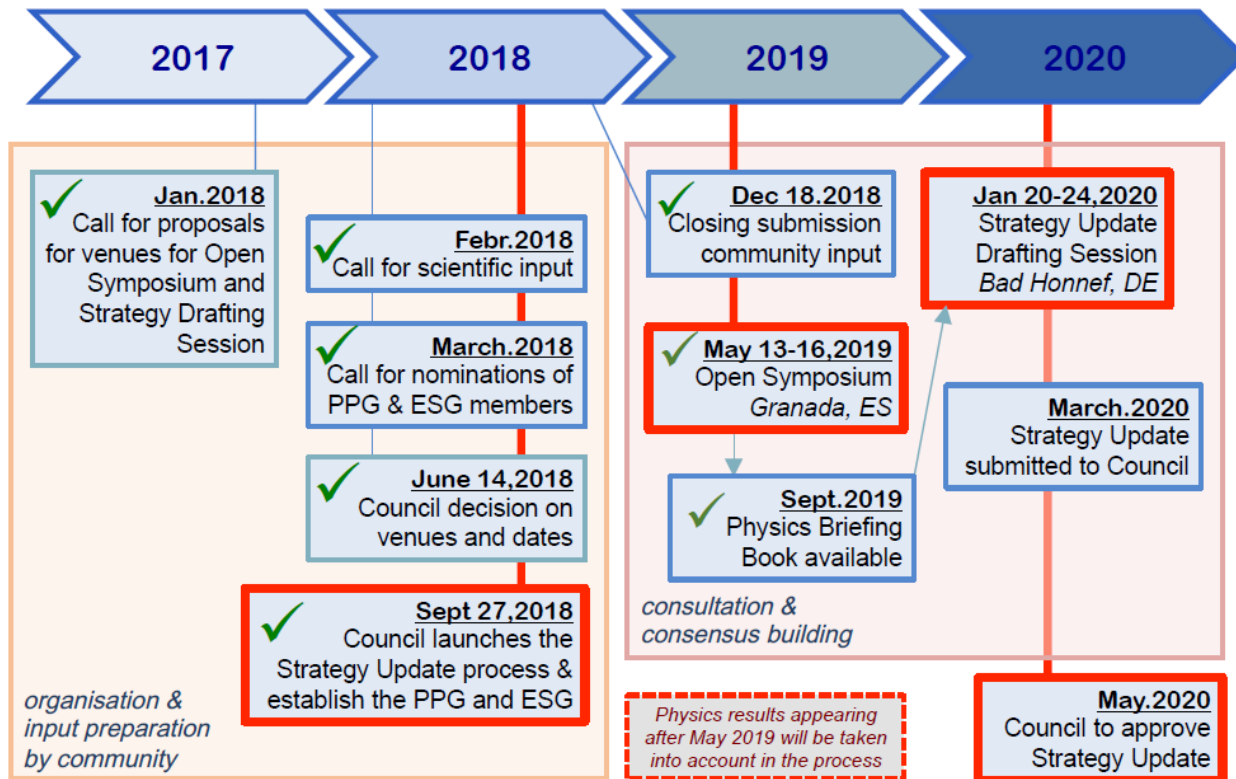 2017
2018
2019
2020
Jan.2018
Call for proposals
for venues for Open
Symposium and
Strategy Drafting
Session
Febr.2018
Call for scientific input
March.2018
Call for nominations of
PPG & ESG members
June 14,2018
Council decision on
venues and dates
Sept 27,2018
Council launches the
Strategy Update process &
establish the PPG and ESG
organisation &
input preparation
by community
Dec 18.2018
Closing submission
community input
May 13-16,2019
Open Symposium
Granada, ES
Sept.2019
Physics Briefing
Book available
consultation &
consensus building
Jan 20-24,2020
Strategy Update
Drafting Session
Bad Honnef, DE
March.2020
Strategy Update
submitted to Council
May.2020
Council to approve
Strategy Update
Physics results appearing
after May 2019 will be taken
into account in the process